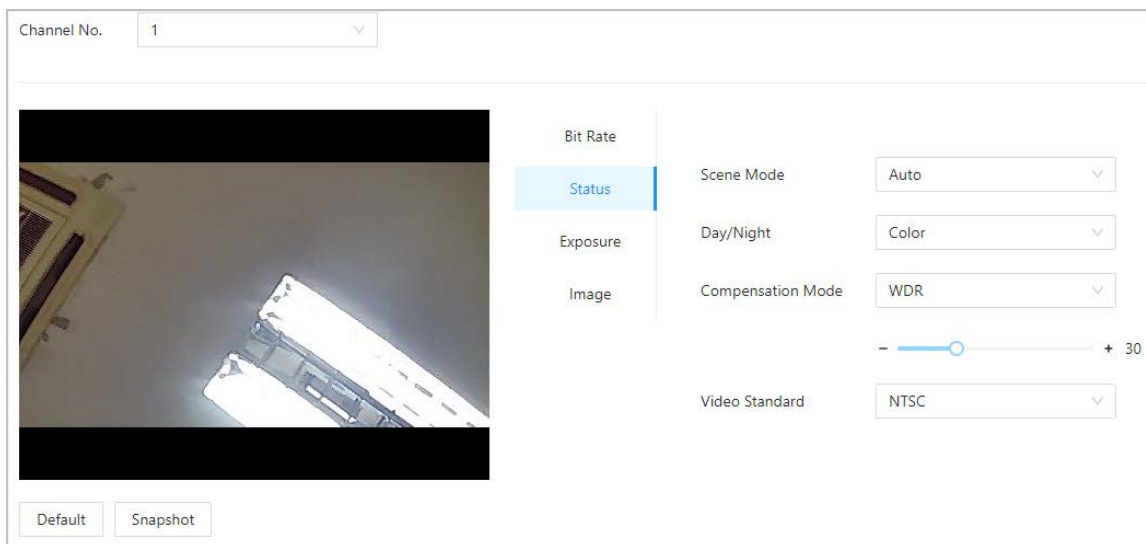 Channel No. 1
Bit Rate
Status
Exposure
Image
Scene Mode Auto
Day/Night Color
Compensation Mode WDR
- + 30
Video Standard NTSC
Default Snapshot